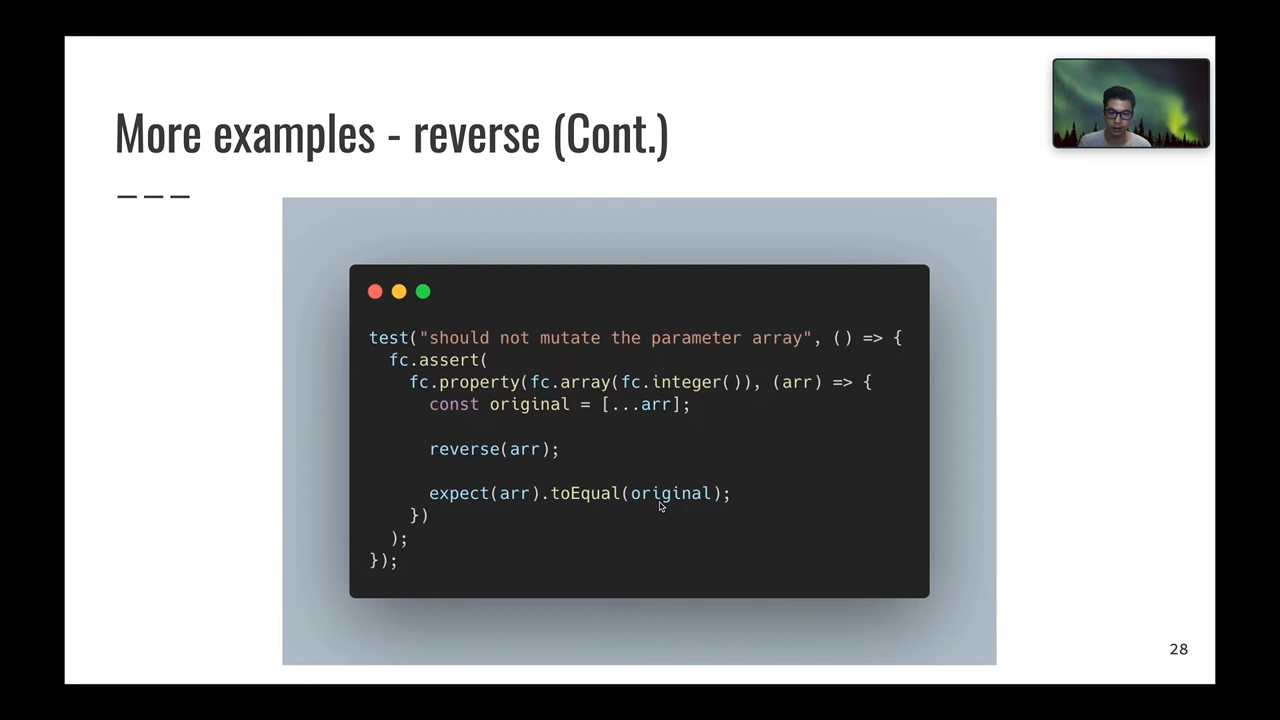 More examples - reverse (Cont.)
test("should not mutate the parameter array", () => {
  fc.assert(
    fc.property(fc.array(fc.integer()), (arr) => {
      const original = [...arr];
      reverse(arr);
      expect(arr).toEqual(original);
    })
  );
});
28